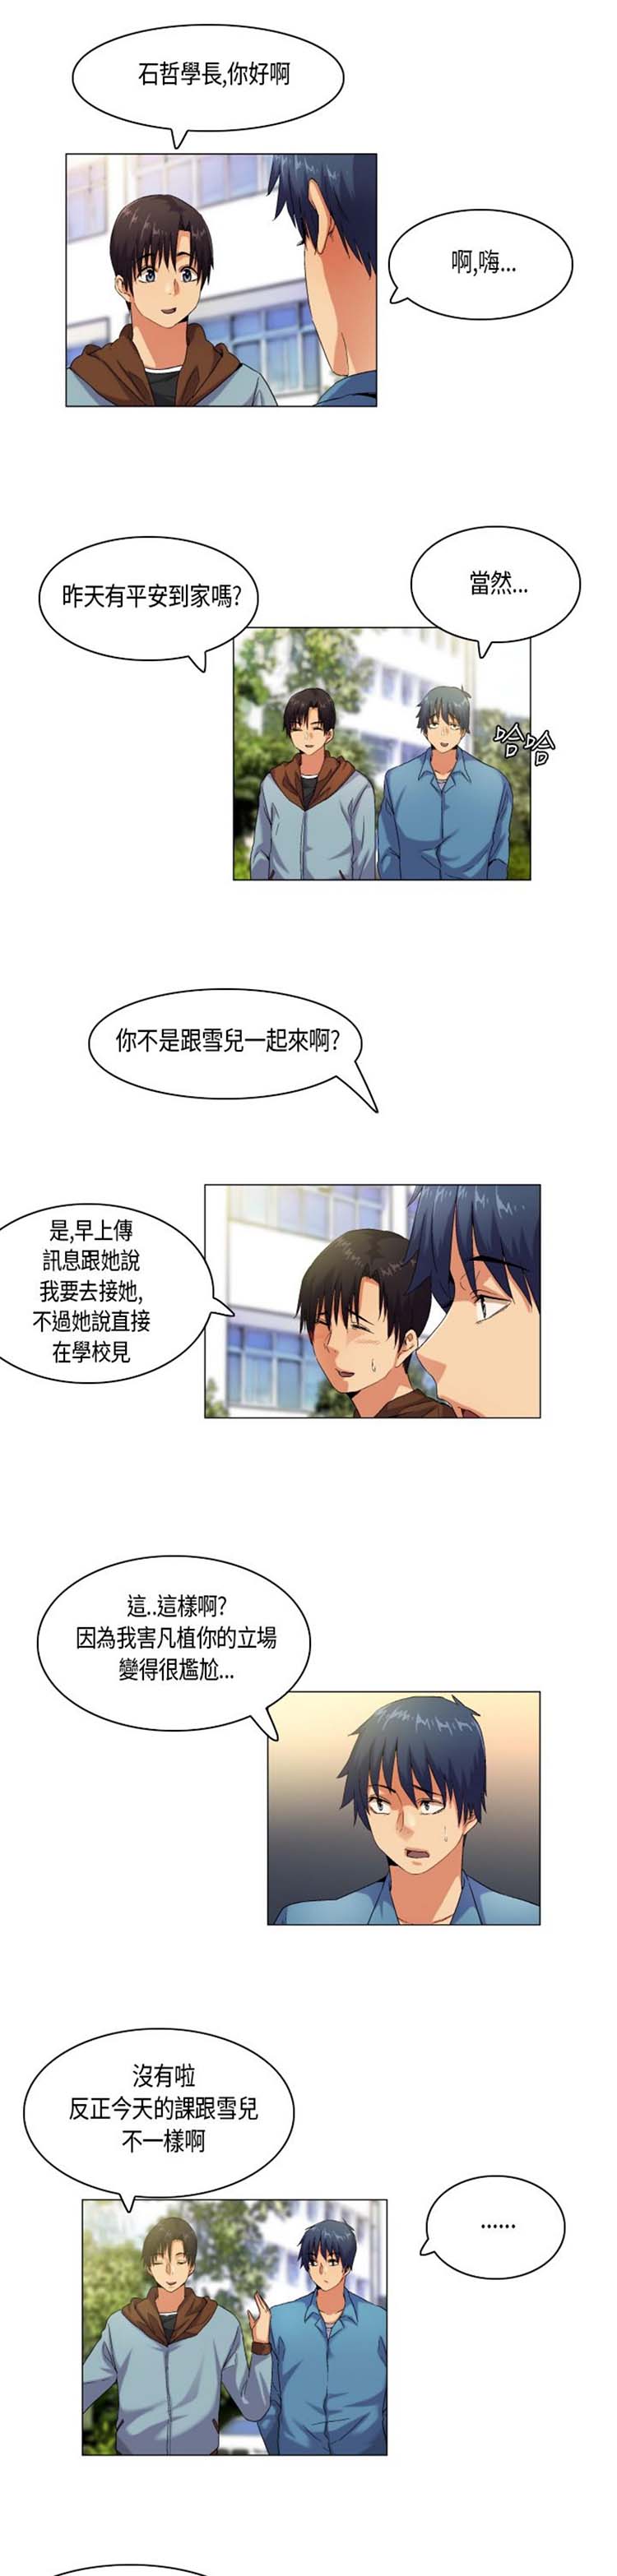 石哲學長,你好啊
啊,嗨...
昨天有平安到家嗎?
當然...
哈哈
你不是跟雪兒一起來啊?
是,早上傳
訊息跟她說
我要去接她,
不過她說直接
在學校見
這..這樣啊?
因為我害凡植你的立場
變得很尷尬...
沒有啦
反正今天的課跟雪兒
不一樣啊
......